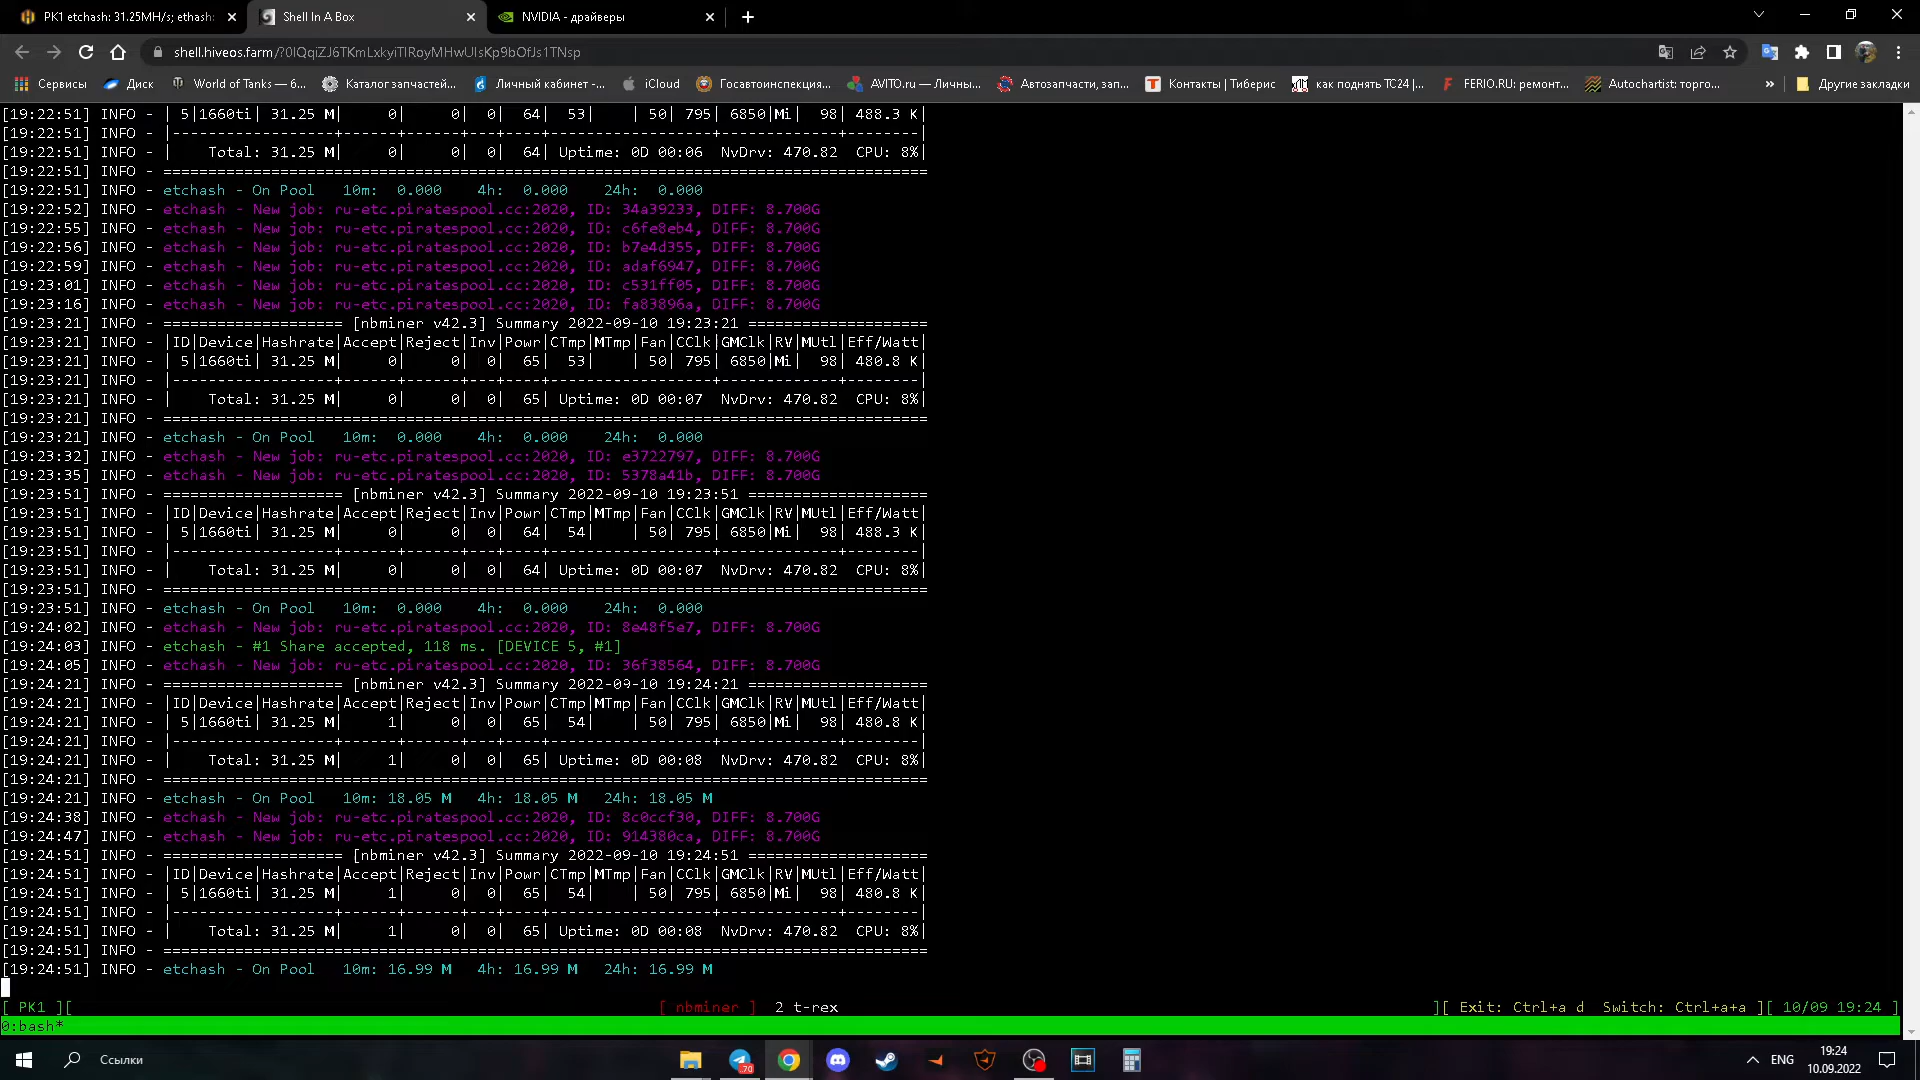 PK1 etchash: 31.25MH/s; ethash:
Shell In A Box
NVIDIA - драйверы
shell.hiveos.farm/?0IQqiZJ6TKmLxkyiTlRoyMHwUIsKp9bOfJs1TNsp
Сервисы Диск World of Tanks — б... Каталог запчастей... Личный кабинет -... iCloud Госавтоинспекция... AVITO.ru — Личны... Автозапчасти, зап... Контакты | Тиберис как поднять TC24 |... FERIO.RU: ремонт... Autochartist: торго... » Другие закладки
[19:22:51] INFO - | 5|1660ti| 31.25 M| 0| 0| 0| 64| 53| | 50| 795| 6850|Mi| 98| 488.3 K|
[19:22:51] INFO - |------------------+------+------+---+----+------------------+-------------+--------|
[19:22:51] INFO - | Total: 31.25 M| 0| 0| 0| 64| Uptime: 0D 00:06 NvDrv: 470.82 CPU: 8%|
[19:22:51] INFO - =====================================================================================
[19:22:51] INFO - etchash - On Pool 10m: 0.000 4h: 0.000 24h: 0.000
[19:22:52] INFO - etchash - New job: ru-etc.piratespool.cc:2020, ID: 34a39233, DIFF: 8.700G
[19:22:55] INFO - etchash - New job: ru-etc.piratespool.cc:2020, ID: c6fe8eb4, DIFF: 8.700G
[19:22:56] INFO - etchash - New job: ru-etc.piratespool.cc:2020, ID: b7e4d355, DIFF: 8.700G
[19:22:59] INFO - etchash - New job: ru-etc.piratespool.cc:2020, ID: adaf6947, DIFF: 8.700G
[19:23:01] INFO - etchash - New job: ru-etc.piratespool.cc:2020, ID: c531ff05, DIFF: 8.700G
[19:23:16] INFO - etchash - New job: ru-etc.piratespool.cc:2020, ID: fa83896a, DIFF: 8.700G
[19:23:21] INFO - ==================== [nbminer v42.3] Summary 2022-09-10 19:23:21 ====================
[19:23:21] INFO - |ID|Device|Hashrate|Accept|Reject|Inv|Powr|CTmp|MTmp|Fan|CClk|GMClk|RV|MUtl|Eff/Watt|
[19:23:21] INFO - | 5|1660ti| 31.25 M| 0| 0| 0| 65| 53| | 50| 795| 6850|Mi| 98| 480.8 K|
[19:23:21] INFO - |------------------+------+------+---+----+------------------+-------------+--------|
[19:23:21] INFO - | Total: 31.25 M| 0| 0| 0| 65| Uptime: 0D 00:07 NvDrv: 470.82 CPU: 8%|
[19:23:21] INFO - =====================================================================================
[19:23:21] INFO - etchash - On Pool 10m: 0.000 4h: 0.000 24h: 0.000
[19:23:32] INFO - etchash - New job: ru-etc.piratespool.cc:2020, ID: e3722797, DIFF: 8.700G
[19:23:35] INFO - etchash - New job: ru-etc.piratespool.cc:2020, ID: 5378a41b, DIFF: 8.700G
[19:23:51] INFO - ==================== [nbminer v42.3] Summary 2022-09-10 19:23:51 ====================
[19:23:51] INFO - |ID|Device|Hashrate|Accept|Reject|Inv|Powr|CTmp|MTmp|Fan|CClk|GMClk|RV|MUtl|Eff/Watt|
[19:23:51] INFO - | 5|1660ti| 31.25 M| 0| 0| 0| 64| 54| | 50| 795| 6850|Mi| 98| 488.3 K|
[19:23:51] INFO - |------------------+------+------+---+----+------------------+-------------+--------|
[19:23:51] INFO - | Total: 31.25 M| 0| 0| 0| 64| Uptime: 0D 00:07 NvDrv: 470.82 CPU: 8%|
[19:23:51] INFO - =====================================================================================
[19:23:51] INFO - etchash - On Pool 10m: 0.000 4h: 0.000 24h: 0.000
[19:24:02] INFO - etchash - New job: ru-etc.piratespool.cc:2020, ID: 8e48f5e7, DIFF: 8.700G
[19:24:03] INFO - etchash - #1 Share accepted, 118 ms. [DEVICE 5, #1]
[19:24:05] INFO - etchash - New job: ru-etc.piratespool.cc:2020, ID: 36f38564, DIFF: 8.700G
[19:24:21] INFO - ==================== [nbminer v42.3] Summary 2022-09-10 19:24:21 ====================
[19:24:21] INFO - |ID|Device|Hashrate|Accept|Reject|Inv|Powr|CTmp|MTmp|Fan|CClk|GMClk|RV|MUtl|Eff/Watt|
[19:24:21] INFO - | 5|1660ti| 31.25 M| 1| 0| 0| 65| 54| | 50| 795| 6850|Mi| 98| 480.8 K|
[19:24:21] INFO - |------------------+------+------+---+----+------------------+-------------+--------|
[19:24:21] INFO - | Total: 31.25 M| 1| 0| 0| 65| Uptime: 0D 00:08 NvDrv: 470.82 CPU: 8%|
[19:24:21] INFO - =====================================================================================
[19:24:21] INFO - etchash - On Pool 10m: 18.05 M 4h: 18.05 M 24h: 18.05 M
[19:24:38] INFO - etchash - New job: ru-etc.piratespool.cc:2020, ID: 8c0ccf30, DIFF: 8.700G
[19:24:47] INFO - etchash - New job: ru-etc.piratespool.cc:2020, ID: 914380ca, DIFF: 8.700G
[19:24:51] INFO - ==================== [nbminer v42.3] Summary 2022-09-10 19:24:51 ====================
[19:24:51] INFO - |ID|Device|Hashrate|Accept|Reject|Inv|Powr|CTmp|MTmp|Fan|CClk|GMClk|RV|MUtl|Eff/Watt|
[19:24:51] INFO - | 5|1660ti| 31.25 M| 1| 0| 0| 65| 54| | 50| 795| 6850|Mi| 98| 480.8 K|
[19:24:51] INFO - |------------------+------+------+---+----+------------------+-------------+--------|
[19:24:51] INFO - | Total: 31.25 M| 1| 0| 0| 65| Uptime: 0D 00:08 NvDrv: 470.82 CPU: 8%|
[19:24:51] INFO - =====================================================================================
[19:24:51] INFO - etchash - On Pool 10m: 16.99 M 4h: 16.99 M 24h: 16.99 M
[ PK1 ][ [ nbminer ] 2 t-rex ][ Exit: Ctrl+a d Switch: Ctrl+a+a ][ 10/09 19:24 ]
0:bash*
Ссылки
70
ENG
19:24
10.09.2022